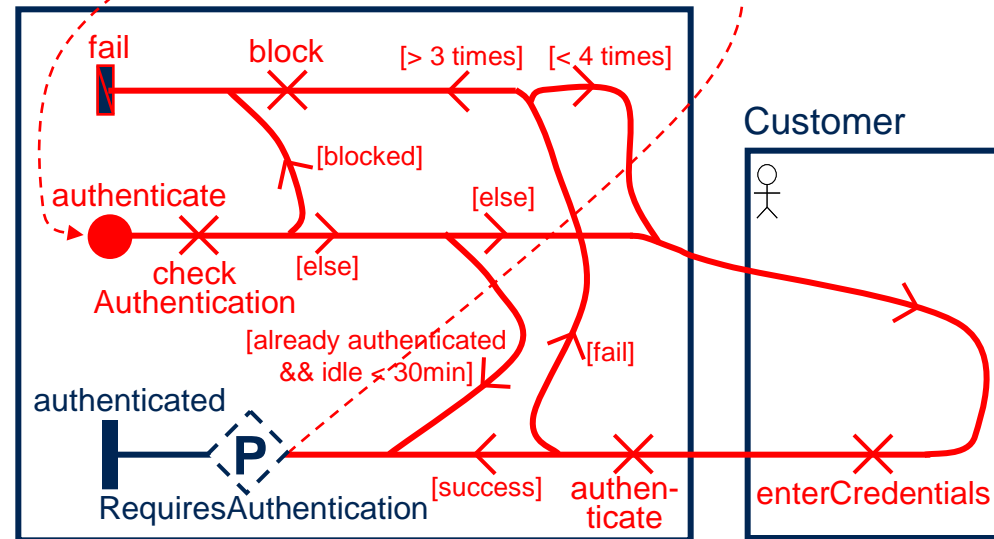 fail
block
[> 3 times]
[< 4 times]
Customer
[blocked]
authenticate
[else]
check
Authentication
[else]
[already authenticated
&& idle < 30min]
[fail]
authenticated
P
RequiresAuthentication
[success]
authen-
ticate
enterCredentials